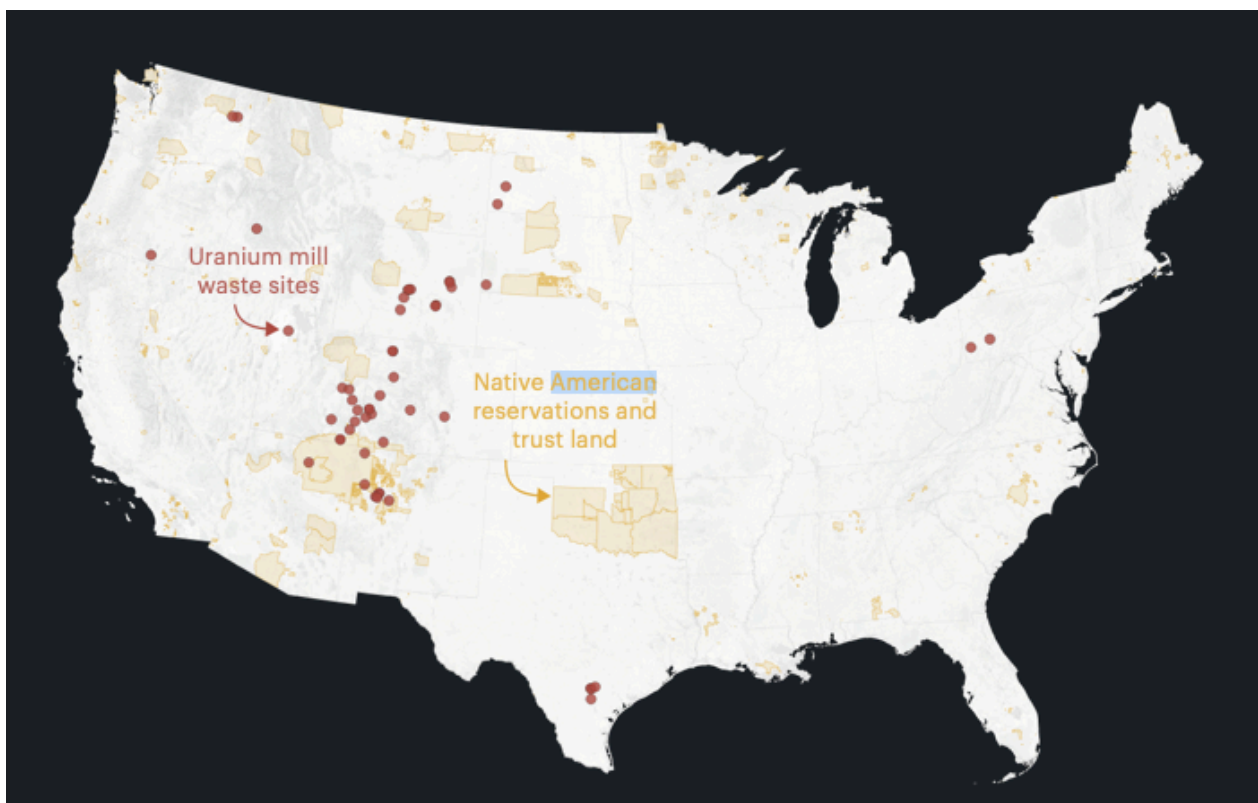 Uranium mill
waste sites
Native American
reservations and
trust land